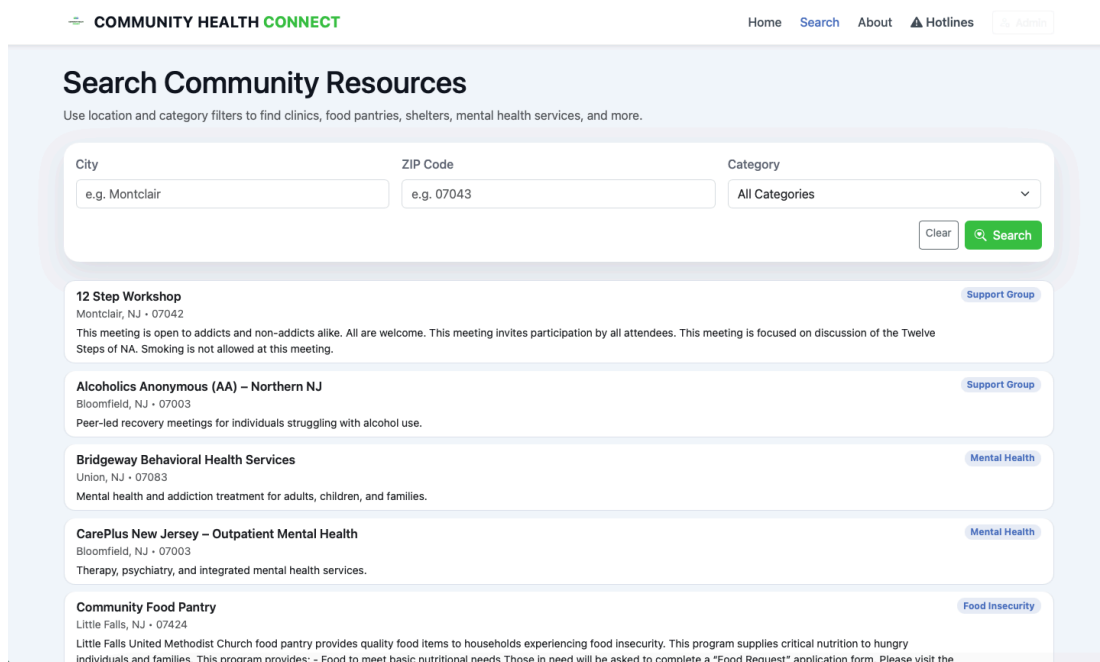 COMMUNITY HEALTH CONNECT
Home Search About Hotlines Admin
Search Community Resources
Use location and category filters to find clinics, food pantries, shelters, mental health services, and more.
City ZIP Code Category
e.g. Montclair e.g. 07043 All Categories
Clear Search
12 Step Workshop Support Group
Montclair, NJ • 07042
This meeting is open to addicts and non-addicts alike. All are welcome. This meeting invites participation by all attendees. This meeting is focused on discussion of the Twelve
Steps of NA. Smoking is not allowed at this meeting.
Alcoholics Anonymous (AA) – Northern NJ Support Group
Bloomfield, NJ • 07003
Peer-led recovery meetings for individuals struggling with alcohol use.
Bridgeway Behavioral Health Services Mental Health
Union, NJ • 07083
Mental health and addiction treatment for adults, children, and families.
CarePlus New Jersey – Outpatient Mental Health Mental Health
Bloomfield, NJ • 07003
Therapy, psychiatry, and integrated mental health services.
Community Food Pantry Food Insecurity
Little Falls, NJ • 07424
Little Falls United Methodist Church food pantry provides quality food items to households experiencing food insecurity. This program supplies critical nutrition to hungry
individuals and families. This program provides: - Food to meet basic nutritional needs Those in need will be asked to complete a "Food Request" application form. Please visit the